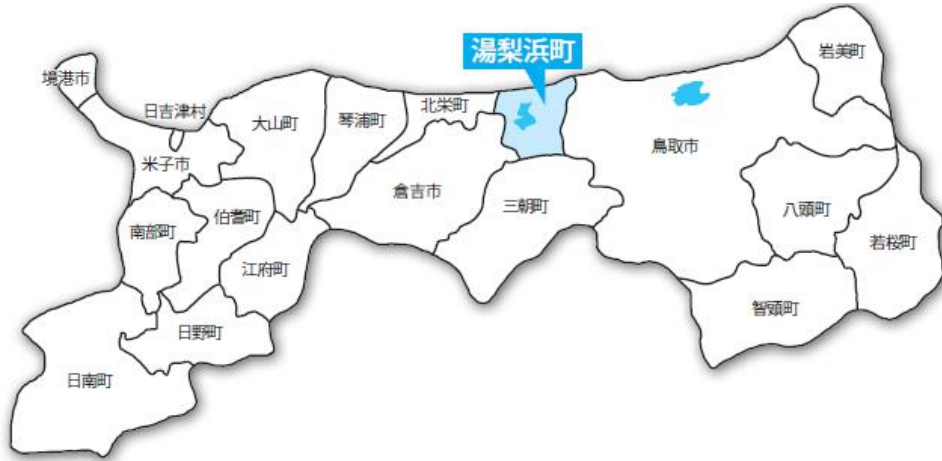 湯梨浜町
岩美町
境港市
日吉津村
大山町
琴浦町
北栄町
鳥取市
米子市
倉吉市
三朝町
八頭町
南部町
伯耆町
若桜町
江府町
智頭町
日野町
日南町